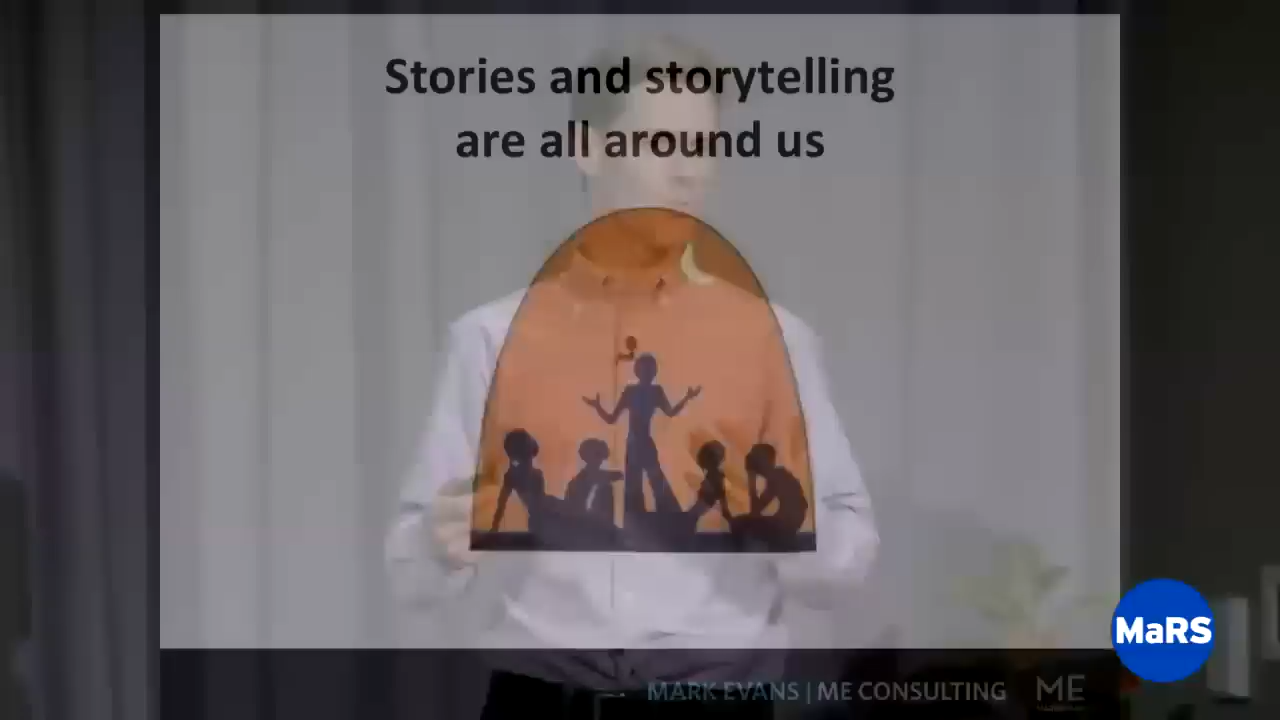 Stories and storytelling
are all around us
MaRS
MARK EVANS | ME CONSULTING
ME